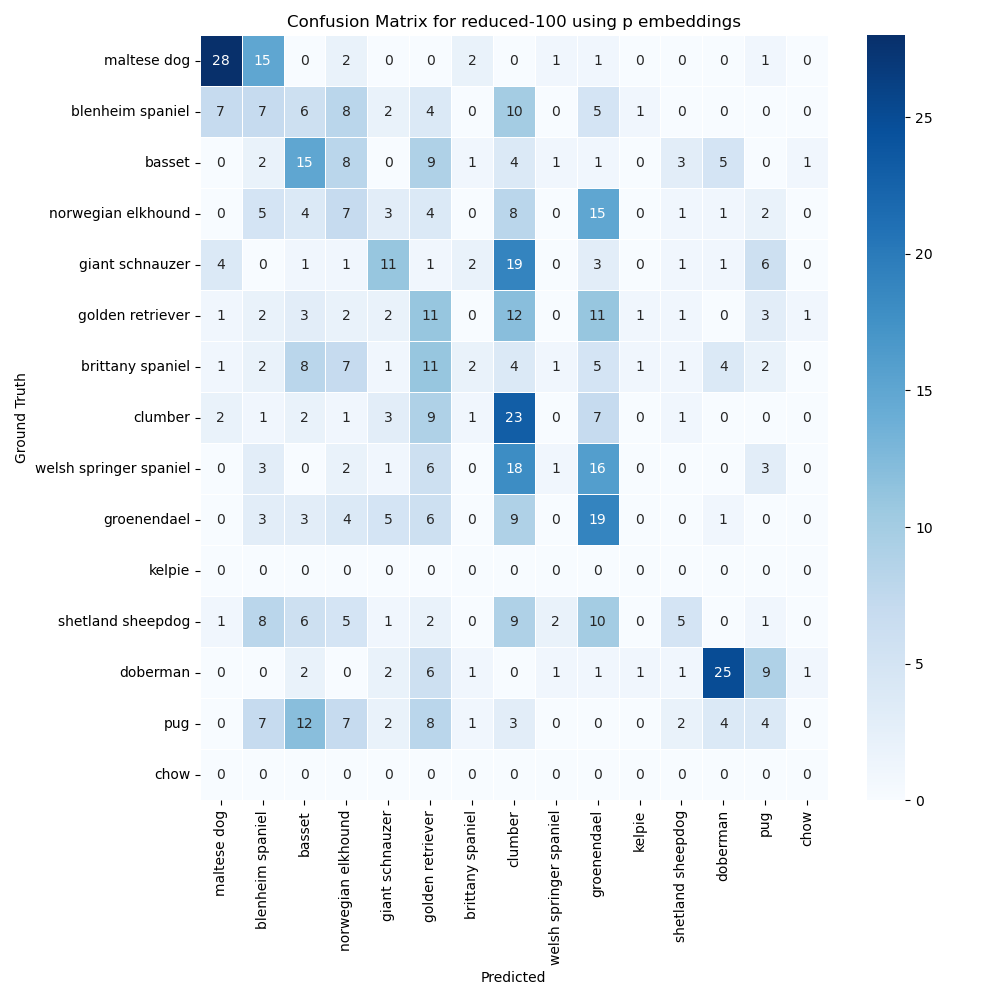 Confusion Matrix for reduced-100 using p embeddings
maltese dog 28 15 0 2 0 0 2 0 1 1 0 0 0 1 0
blenheim spaniel 7 7 6 8 2 4 0 10 0 5 1 0 0 0 0
basset 0 2 15 8 0 9 1 4 1 1 0 3 5 0 1
norwegian elkhound 0 5 4 7 3 4 0 8 0 15 0 1 1 2 0
giant schnauzer 4 0 1 1 11 1 2 19 0 3 0 1 1 6 0
golden retriever 1 2 3 2 2 11 0 12 0 11 1 1 0 3 1
brittany spaniel 1 2 8 7 1 11 2 4 1 5 1 1 4 2 0
clumber 2 1 2 1 3 9 1 23 0 7 0 1 0 0 0
welsh springer spaniel 0 3 0 2 1 6 0 18 1 16 0 0 0 3 0
groenendael 0 3 3 4 5 6 0 9 0 19 0 0 1 0 0
kelpie 0 0 0 0 0 0 0 0 0 0 0 0 0 0 0
shetland sheepdog 1 8 6 5 1 2 0 9 2 10 0 5 0 1 0
doberman 0 0 2 0 2 6 1 0 1 1 1 1 25 9 1
pug 0 7 12 7 2 8 1 3 0 0 0 2 4 4 0
chow 0 0 0 0 0 0 0 0 0 0 0 0 0 0 0
Ground Truth
maltese dog
blenheim spaniel
basset
norwegian elkhound
giant schnauzer
golden retriever
brittany spaniel
clumber
welsh springer spaniel
groenendael
kelpie
shetland sheepdog
doberman
pug
chow
Predicted
25
20
15
10
5
0